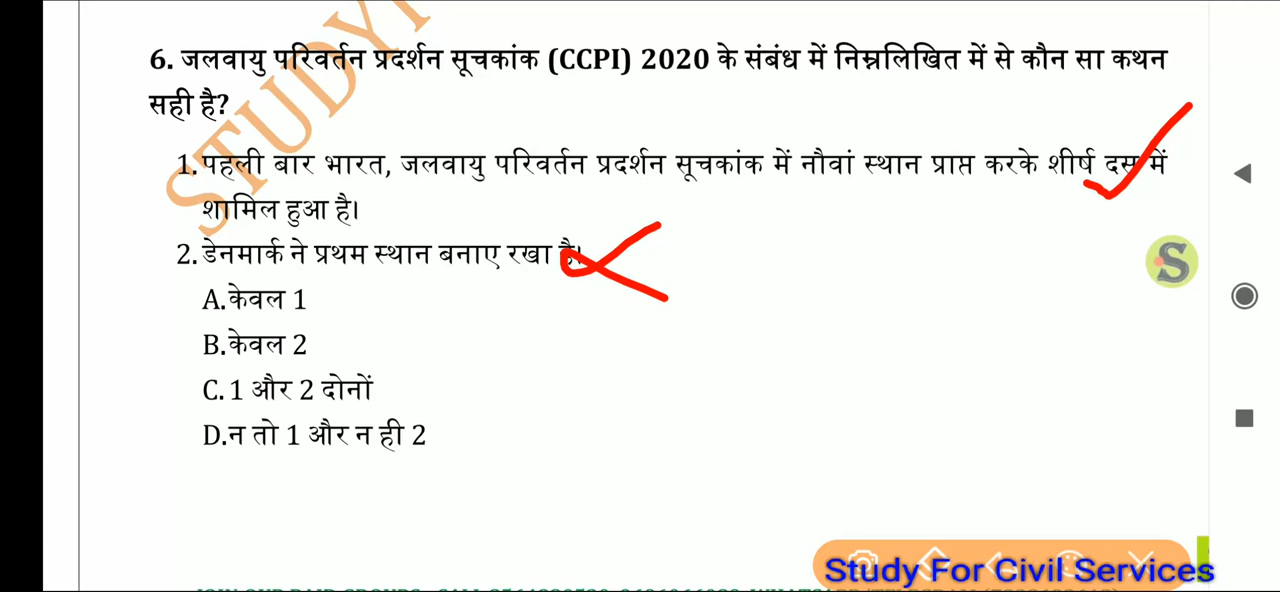 6. जलवायु परिवर्तन प्रदर्शन सूचकांक (CCPI) 2020 के संबंध में निम्नलिखित में से कौन सा कथन
सही है?
1. पहली बार भारत, जलवायु परिवर्तन प्रदर्शन सूचकांक में नौवां स्थान प्राप्त करके शीर्ष दस में
शामिल हुआ है।
2. डेनमार्क ने प्रथम स्थान बनाए रखा है।
A. केवल 1
B. केवल 2
C. 1 और 2 दोनों
D. न तो 1 और न ही 2
S
Study For Civil Services